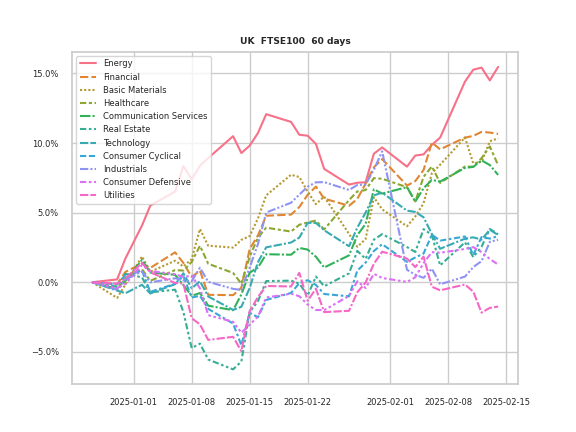 UK  FTSE100  60 days
Energy
Financial
Basic Materials
Healthcare
Communication Services
Real Estate
Technology
Consumer Cyclical
Industrials
Consumer Defensive
Utilities
15.0%
10.0%
5.0%
0.0%
−5.0%
2025-01-01 2025-01-08 2025-01-15 2025-01-22 2025-02-01 2025-02-08 2025-02-15